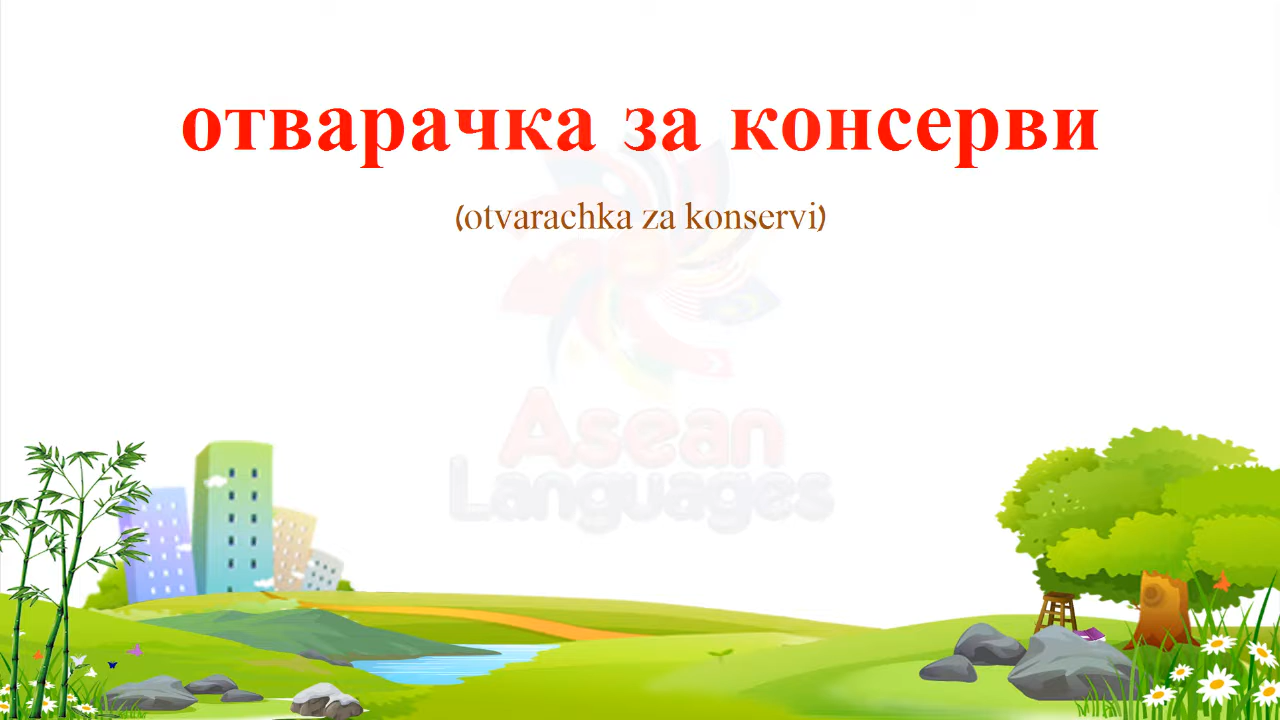 отварачка за консерви
(otvarachka za konservi)
Asean
Languages